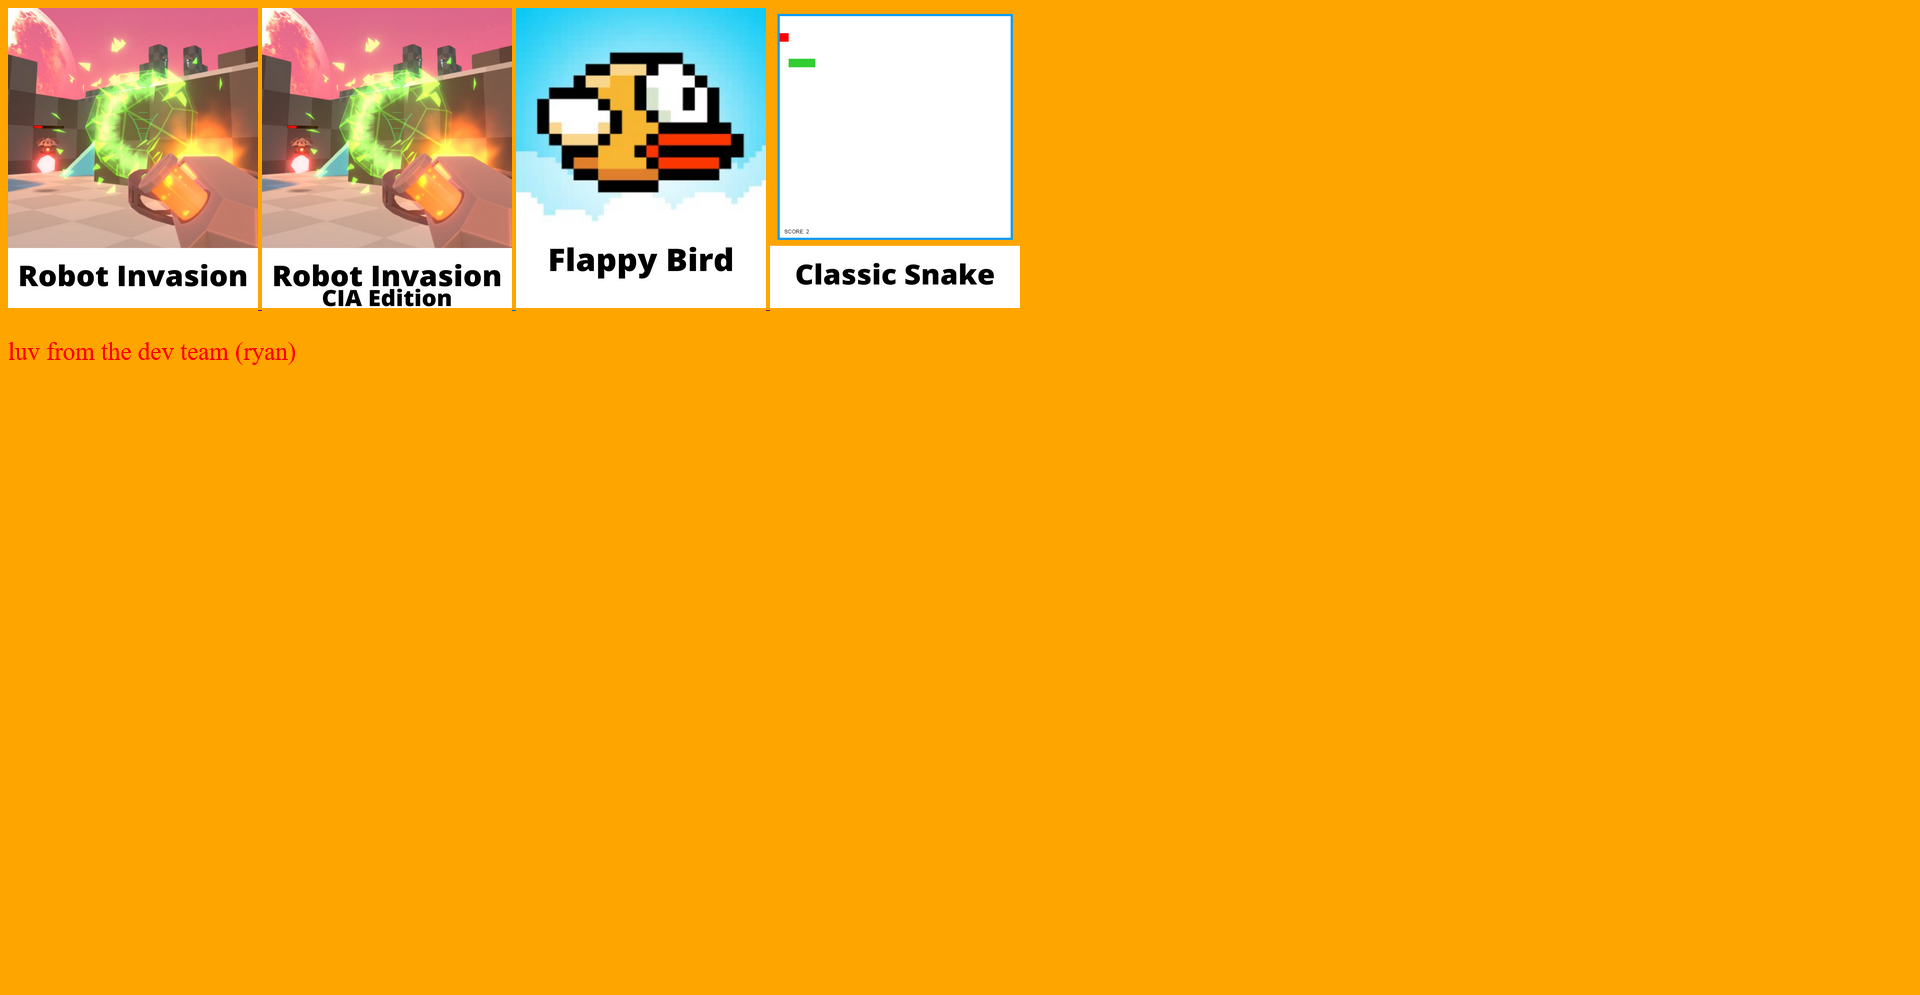 Robot Invasion
Robot Invasion
CIA Edition
Flappy Bird
SCORE: 2
Classic Snake
luv from the dev team (ryan)